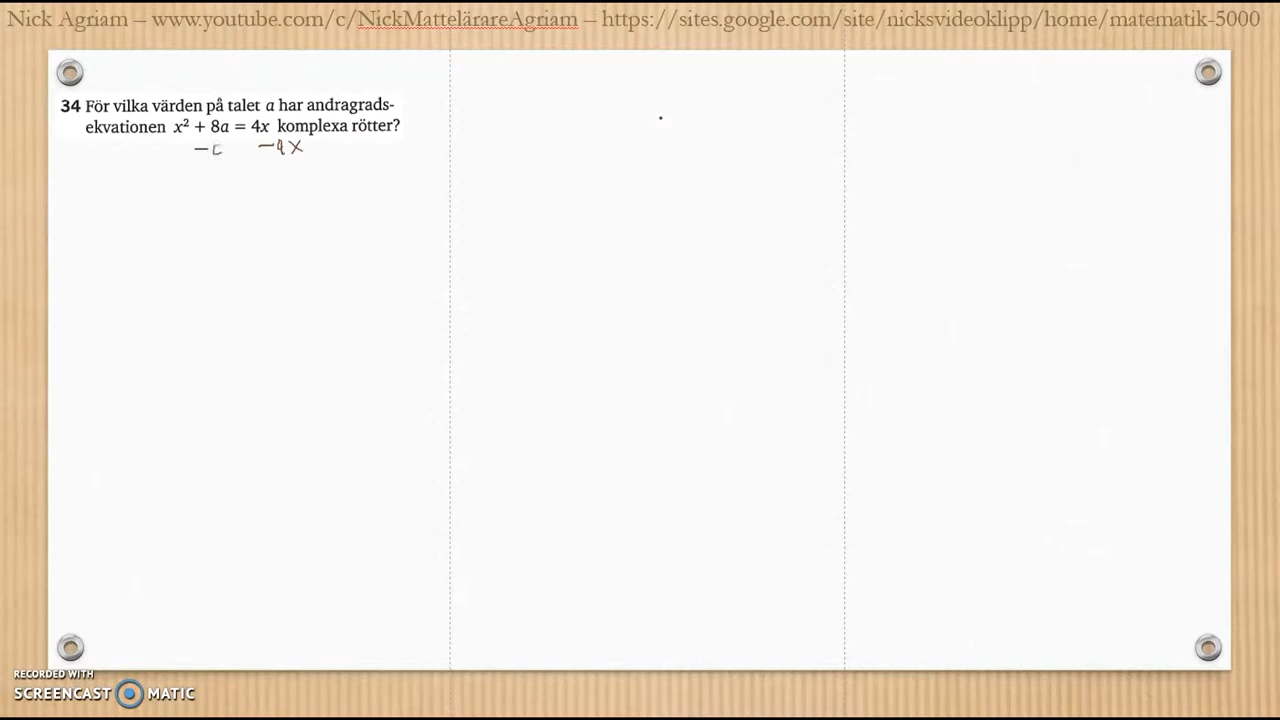 Nick Agriam – www.youtube.com/c/NickMattelärareAgriam – https://sites.google.com/site/nicksvideoklipp/home/matematik-5000
34 För vilka värden på talet a har andragrads-
ekvationen x² + 8a = 4x komplexa rötter?
−4x
RECORDED WITH
SCREENCAST MATIC